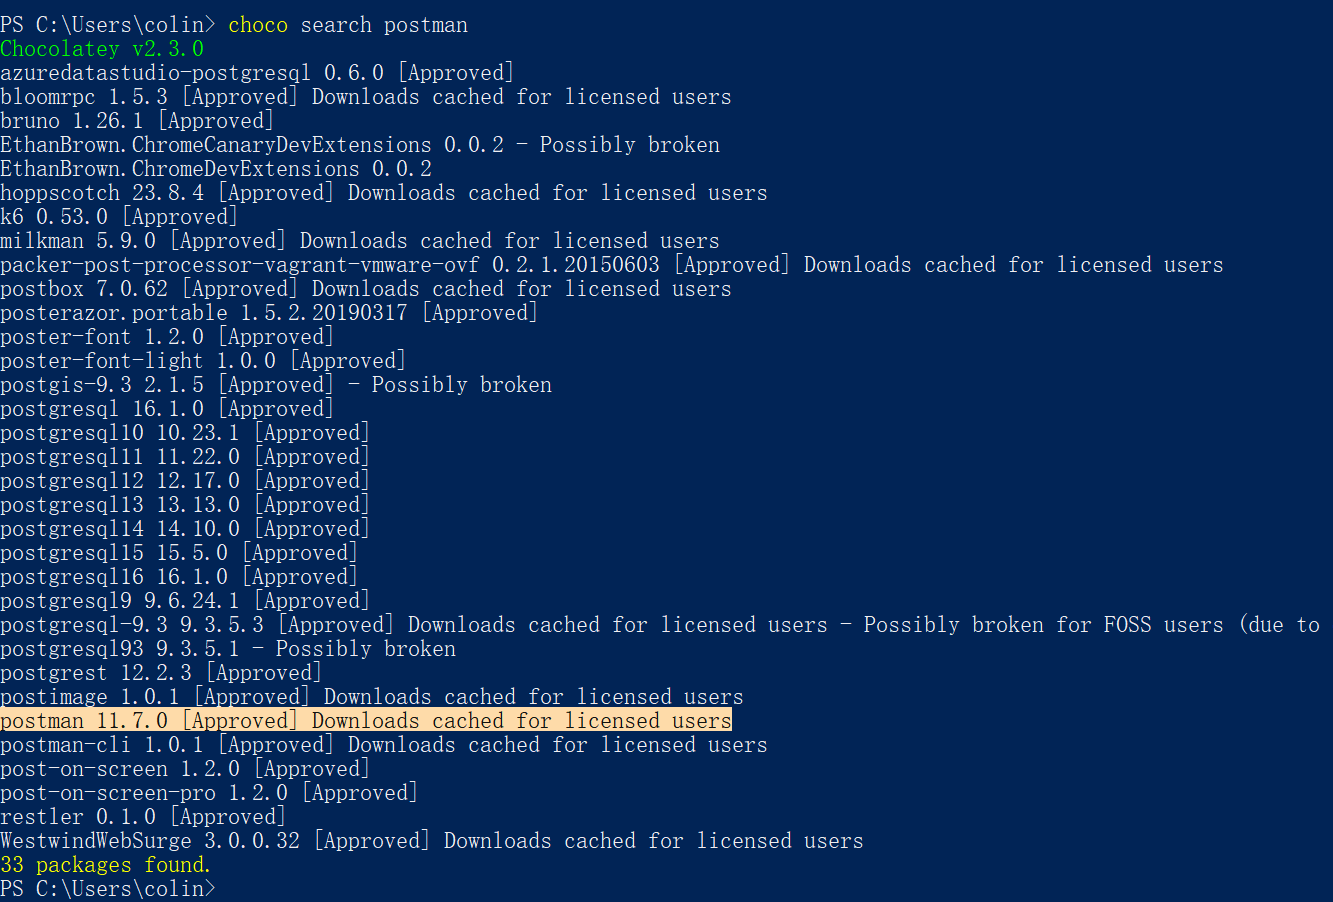 PS C:\Users\colin> choco search postman
Chocolatey v2.3.0
azuredatastudio-postgresql 0.6.0 [Approved]
bloomrpc 1.5.3 [Approved] Downloads cached for licensed users
bruno 1.26.1 [Approved]
EthanBrown.ChromeCanaryDevExtensions 0.0.2 - Possibly broken
EthanBrown.ChromeDevExtensions 0.0.2
hoppscotch 23.8.4 [Approved] Downloads cached for licensed users
k6 0.53.0 [Approved]
milkman 5.9.0 [Approved] Downloads cached for licensed users
packer-post-processor-vagrant-vmware-ovf 0.2.1.20150603 [Approved] Downloads cached for licensed users
postbox 7.0.62 [Approved] Downloads cached for licensed users
posterazor.portable 1.5.2.20190317 [Approved]
poster-font 1.2.0 [Approved]
poster-font-light 1.0.0 [Approved]
postgis-9.3 2.1.5 [Approved] - Possibly broken
postgresql 16.1.0 [Approved]
postgresql10 10.23.1 [Approved]
postgresql11 11.22.0 [Approved]
postgresql12 12.17.0 [Approved]
postgresql13 13.13.0 [Approved]
postgresql14 14.10.0 [Approved]
postgresql15 15.5.0 [Approved]
postgresql16 16.1.0 [Approved]
postgresql9 9.6.24.1 [Approved]
postgresql-9.3 9.3.5.3 [Approved] Downloads cached for licensed users - Possibly broken for FOSS users (due to
postgresql93 9.3.5.1 - Possibly broken
postgrest 12.2.3 [Approved]
postimage 1.0.1 [Approved] Downloads cached for licensed users
postman 11.7.0 [Approved] Downloads cached for licensed users
postman-cli 1.0.1 [Approved] Downloads cached for licensed users
post-on-screen 1.2.0 [Approved]
post-on-screen-pro 1.2.0 [Approved]
restler 0.1.0 [Approved]
WestwindWebSurge 3.0.0.32 [Approved] Downloads cached for licensed users
33 packages found.
PS C:\Users\colin>